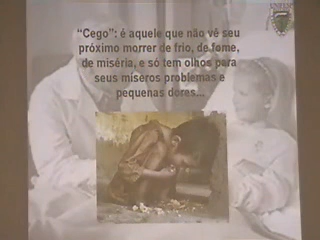 “Cego”: é aquele que não vê seu
próximo morrer de frio, de fome,
de miséria, e só tem olhos para
seus míseros problemas e
pequenas dores...